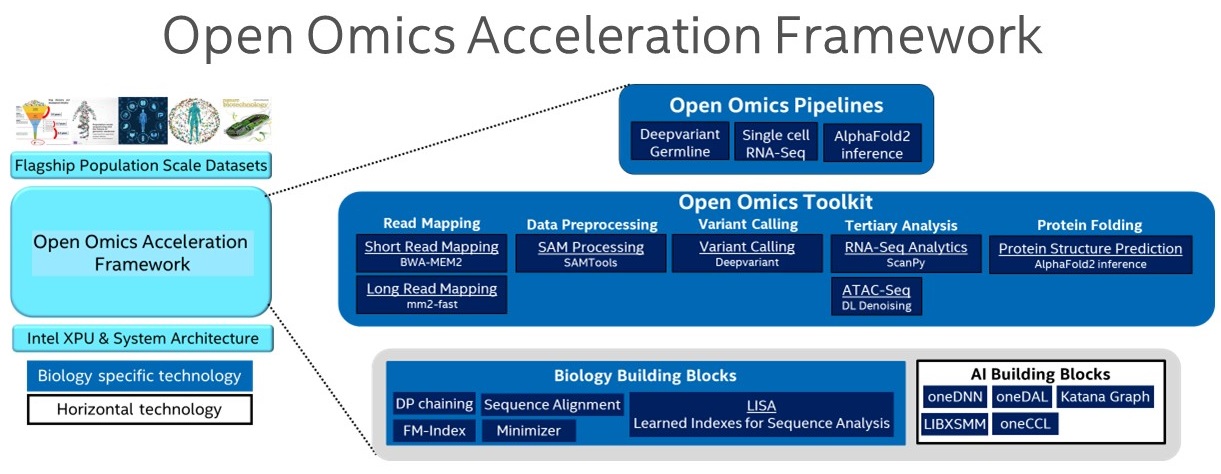 Open Omics Acceleration Framework
biotechnology
Flagship Population Scale Datasets
Open Omics Acceleration
Framework
Intel XPU & System Architecture
Biology specific technology
Horizontal technology
Open Omics Pipelines
Deepvariant
Germline
Single cell
RNA-Seq
AlphaFold2
inference
Open Omics Toolkit
Read Mapping
Short Read Mapping
BWA-MEM2
Long Read Mapping
mm2-fast
Data Preprocessing
SAM Processing
SAMTools
Variant Calling
Variant Calling
Deepvariant
Tertiary Analysis
RNA-Seq Analytics
ScanPy
ATAC-Seq
DL Denoising
Protein Folding
Protein Structure Prediction
AlphaFold2 inference
Biology Building Blocks
DP chaining
Sequence Alignment
FM-Index
Minimizer
LISA
Learned Indexes for Sequence Analysis
AI Building Blocks
oneDNN
oneDAL
Katana Graph
LIBXSMM
oneCCL